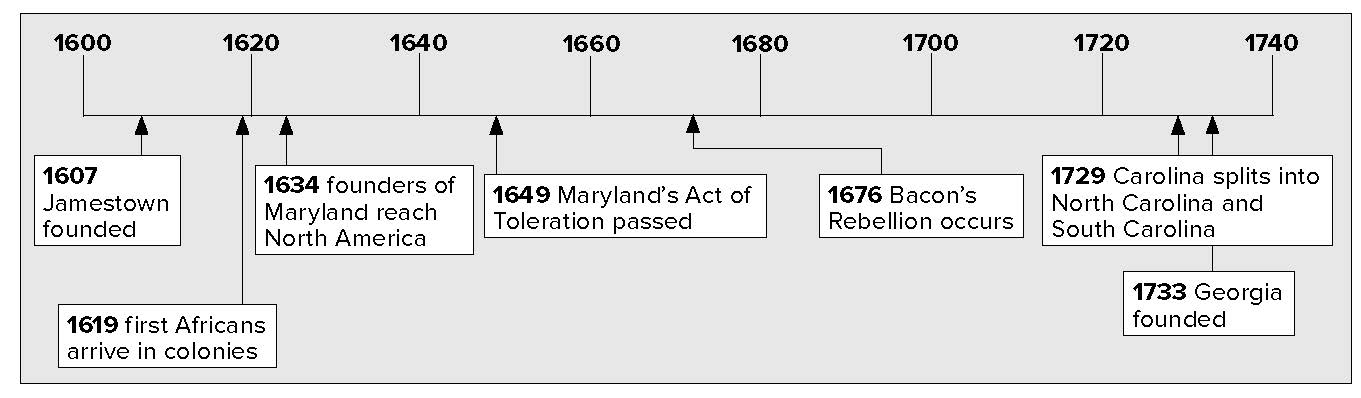 1600 1620 1640 1660 1680 1700 1720 1740
1607
Jamestown
founded
1619 first Africans
arrive in colonies
1634 founders of
Maryland reach
North America
1649 Maryland’s Act of
Toleration passed
1676 Bacon’s
Rebellion occurs
1729 Carolina splits into
North Carolina and
South Carolina
1733 Georgia
founded